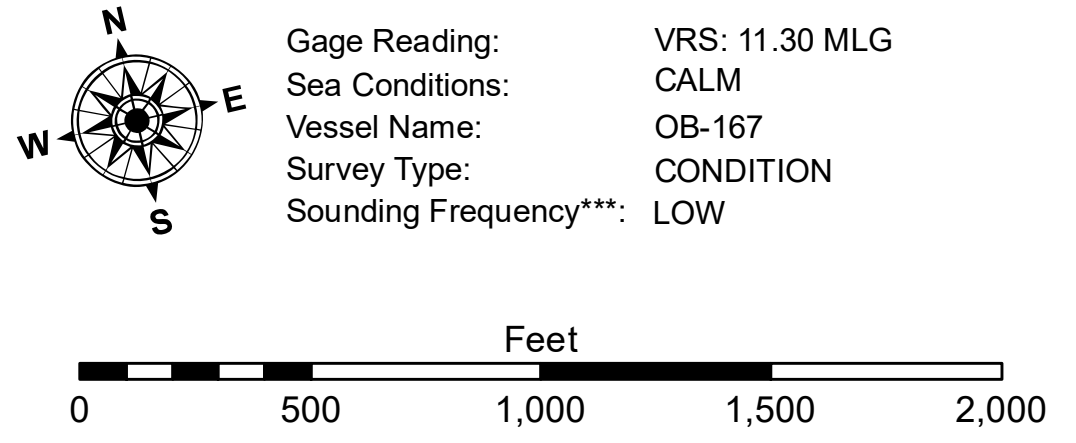 N
E
W
S
Gage Reading: VRS: 11.30 MLG
Sea Conditions: CALM
Vessel Name: OB-167
Survey Type: CONDITION
Sounding Frequency***: LOW
Feet
0 500 1,000 1,500 2,000